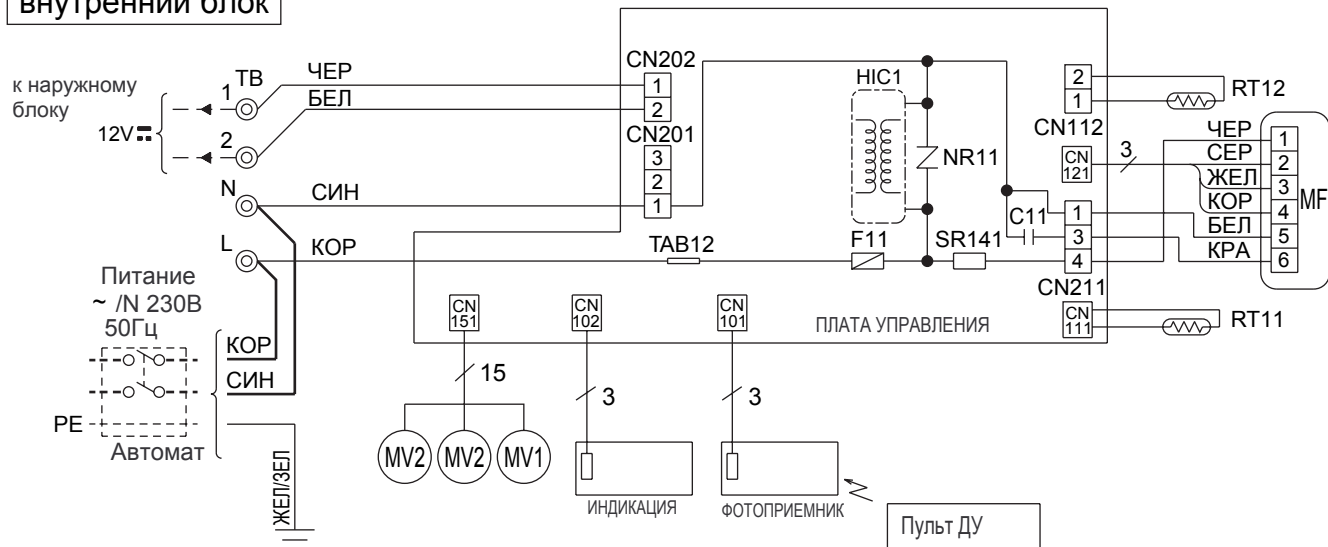 внутренний блок
к наружному
блоку
12V
1
2
TB
N
L
ЧЕР
БЕЛ
СИН
КОР
CN202
1
2
CN201
3
2
1
HIC1
NR11
TAB12
F11
SR141
C11
2
1
CN112
RT12
CN
121
3
ЧЕР
СЕР
ЖЕЛ
КОР
БЕЛ
КРА
1
2
3
4
5
6
MF
1
3
4
CN211
CN
111
RT11
ПЛАТА УПРАВЛЕНИЯ
Питание
~ /N 230В
50Гц
КОР
СИН
PE
Автомат
ЖЕЛ/ЗЕЛ
CN
151
15
MV2
MV2
MV1
CN
102
3
ИНДИКАЦИЯ
CN
101
3
ФОТОПРИЕМНИК
Пульт ДУ